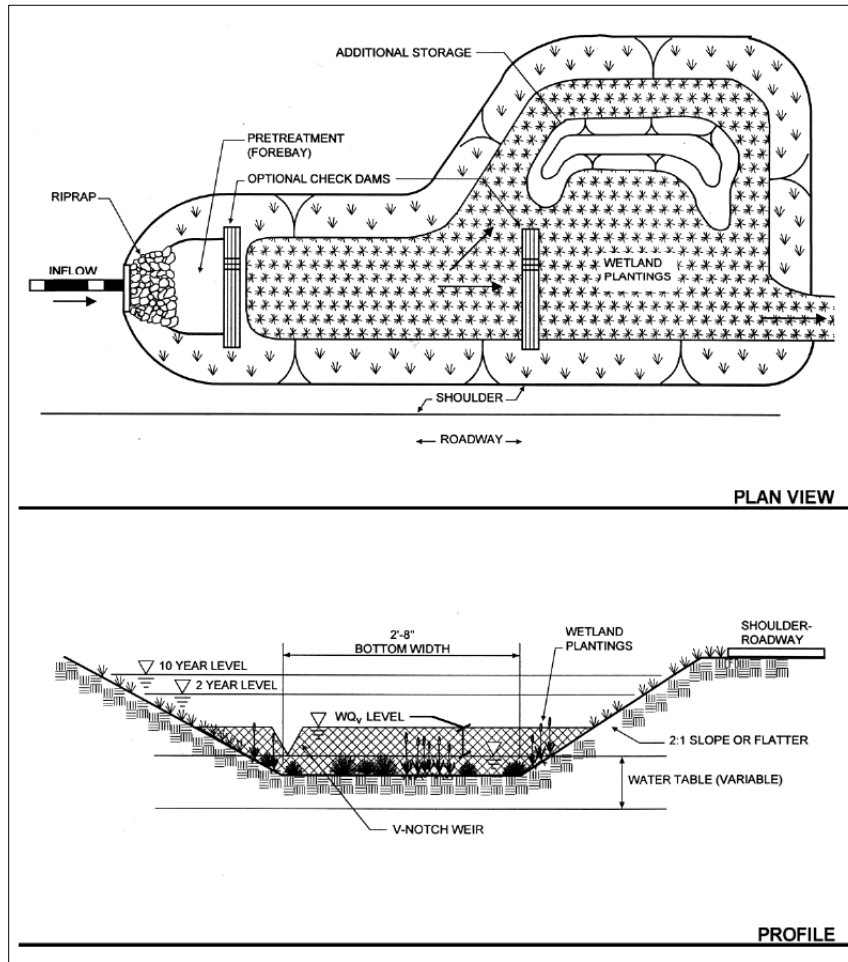 ADDITIONAL STORAGE
PRETREATMENT
(FOREBAY)
OPTIONAL CHECK DAMS
RIPRAP
INFLOW
WETLAND
PLANTINGS
SHOULDER
ROADWAY
PLAN VIEW
2'-8"
BOTTOM WIDTH
WETLAND
PLANTINGS
SHOULDER-
ROADWAY
10 YEAR LEVEL
2 YEAR LEVEL
WQv LEVEL
2:1 SLOPE OR FLATTER
WATER TABLE (VARIABLE)
V-NOTCH WEIR
PROFILE